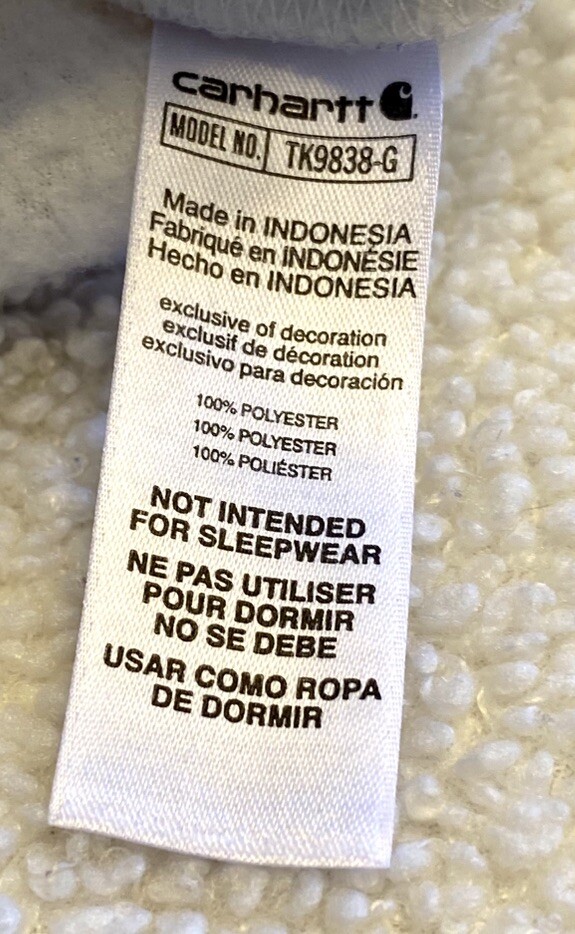 carhartt
MODEL NO. TK9838-G
Made in INDONESIA
Fabriqué en INDONÉSIE
Hecho en INDONESIA
exclusive of decoration
exclusif de décoration
exclusivo para decoración
100% POLYESTER
100% POLYESTER
100% POLIÉSTER
NOT INTENDED
FOR SLEEPWEAR
NE PAS UTILISER
POUR DORMIR
NO SE DEBE
USAR COMO ROPA
DE DORMIR